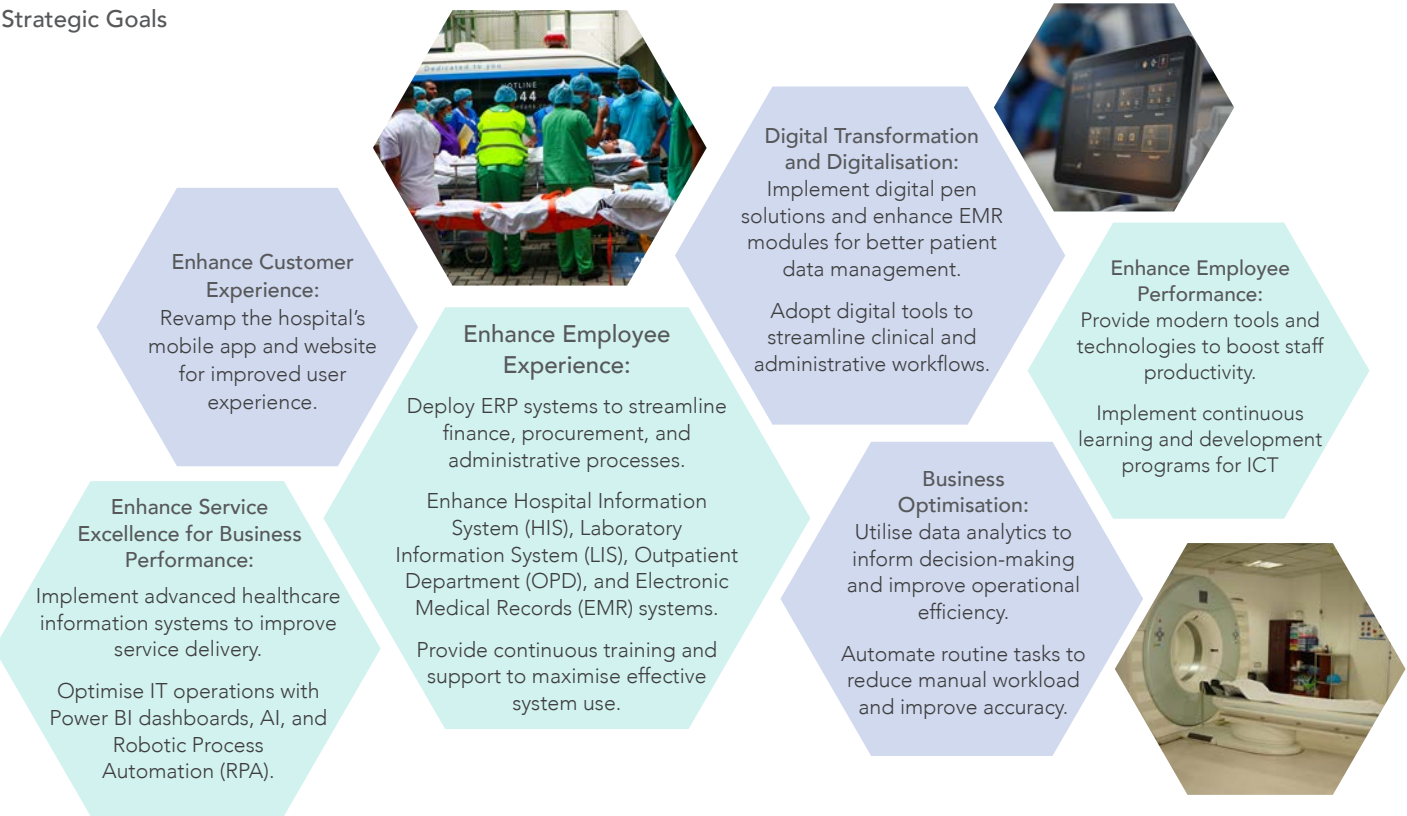 Strategic Goals
Dedicated to you
HOTLINE
44
Digital Transformation
and Digitalisation:
Implement digital pen
solutions and enhance EMR
modules for better patient
data management.
Adopt digital tools to
streamline clinical and
administrative workflows.
Enhance Customer
Experience:
Revamp the hospital's
mobile app and website
for improved user
experience.
Enhance Employee
Experience:
Deploy ERP systems to streamline
finance, procurement, and
administrative processes.
Enhance Hospital Information
System (HIS), Laboratory
Information System (LIS), Outpatient
Department (OPD), and Electronic
Medical Records (EMR) systems.
Provide continuous training and
support to maximise effective
system use.
Enhance Employee
Performance:
Provide modern tools and
technologies to boost staff
productivity.
Implement continuous
learning and development
programs for ICT
Enhance Service
Excellence for Business
Performance:
Implement advanced healthcare
information systems to improve
service delivery.
Optimise IT operations with
Power BI dashboards, AI, and
Robotic Process
Automation (RPA).
Business
Optimisation:
Utilise data analytics to
inform decision-making
and improve operational
efficiency.
Automate routine tasks to
reduce manual workload
and improve accuracy.